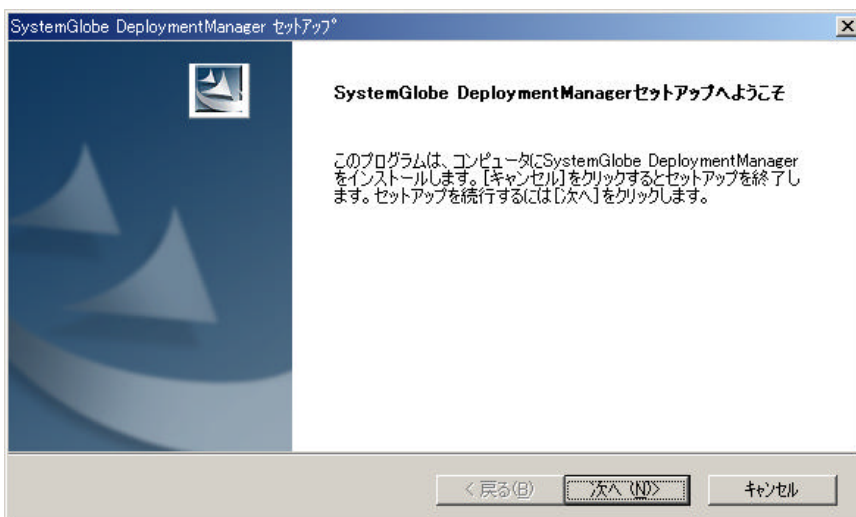 SystemGlobe DeploymentManager セットアップ
SystemGlobe DeploymentManagerセットアップへようこそ
このプログラムは、コンピュータにSystemGlobe DeploymentManager
をインストールします。[キャンセル]をクリックするとセットアップを終了し
ます。セットアップを続行するには[次へ]をクリックします。
< 戻る(B)
次へ (N)>
キャンセル